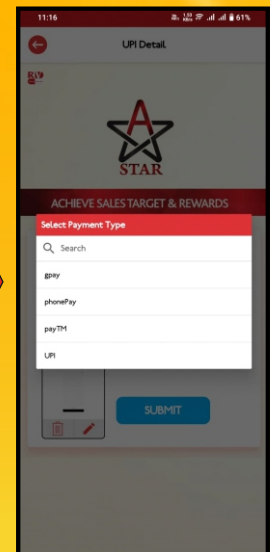 11:16
61%
UPI Detail
A
STAR
ACHIEVE SALES TARGET & REWARDS
Select Payment Type
Search
gpay
phonePay
payTM
UPI
SUBMIT